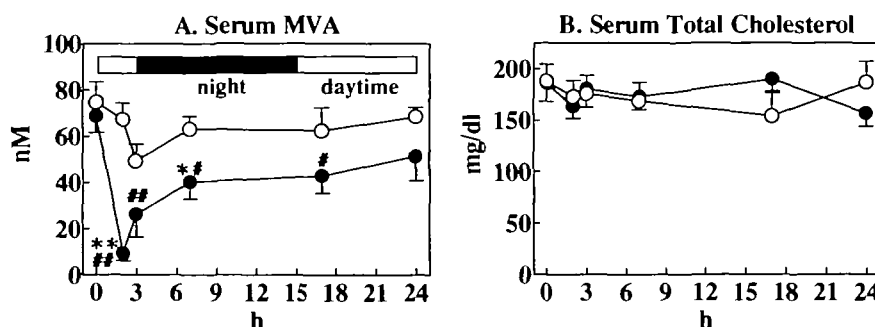 A. Serum MVA
100
80
60
40
20
0
nM
night daytime
* #
#
##
* *
##
0 3 6 9 12 15 18 21 24
h
B. Serum Total Cholesterol
200
150
100
50
0
mg/dl
0 3 6 9 12 15 18 21 24
h